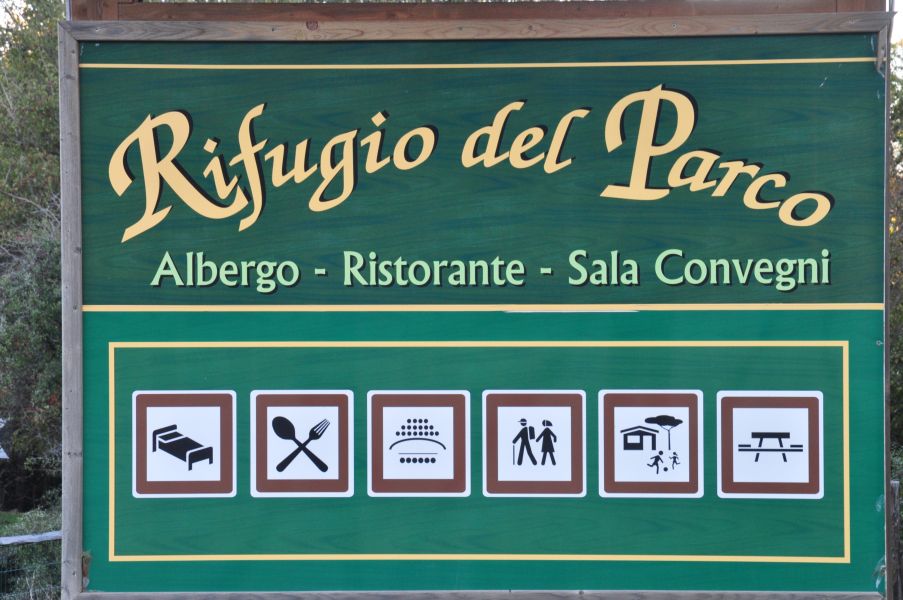 Rifugio del Parco
Albergo - Ristorante - Sala Convegni